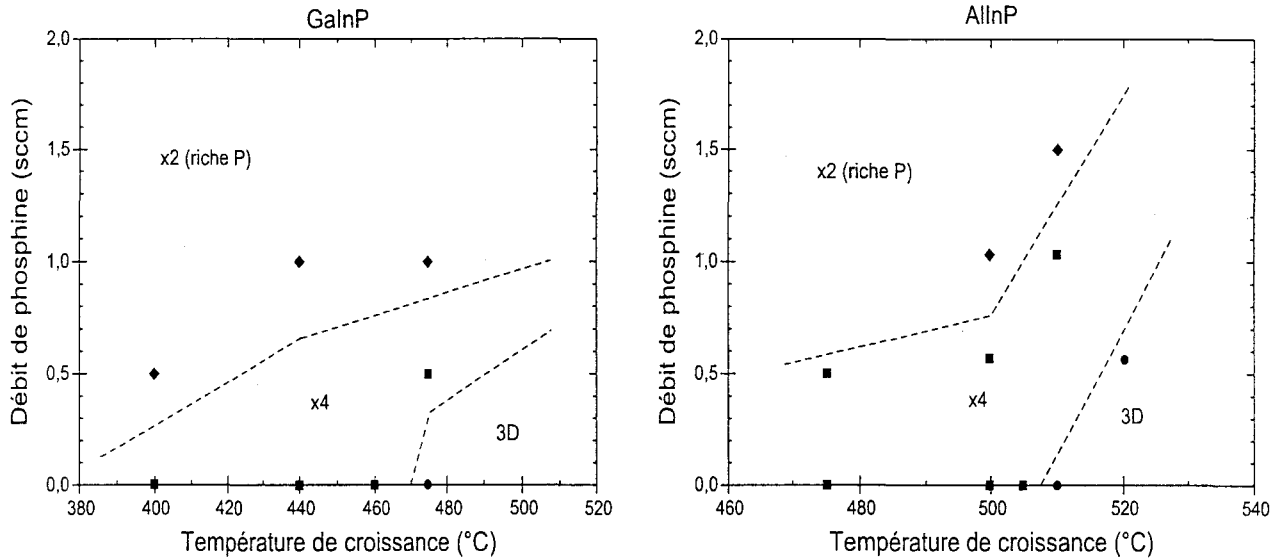 GaInP
Débit de phosphine (sccm)
2,0
1,5
1,0
0,5
0,0
x2 (riche P)
x4
3D
380 400 420 440 460 480 500 520
Température de croissance (°C)
AlInP
Débit de phosphine (sccm)
2,0
1,5
1,0
0,5
0,0
x2 (riche P)
x4
3D
460 480 500 520 540
Température de croissance (°C)